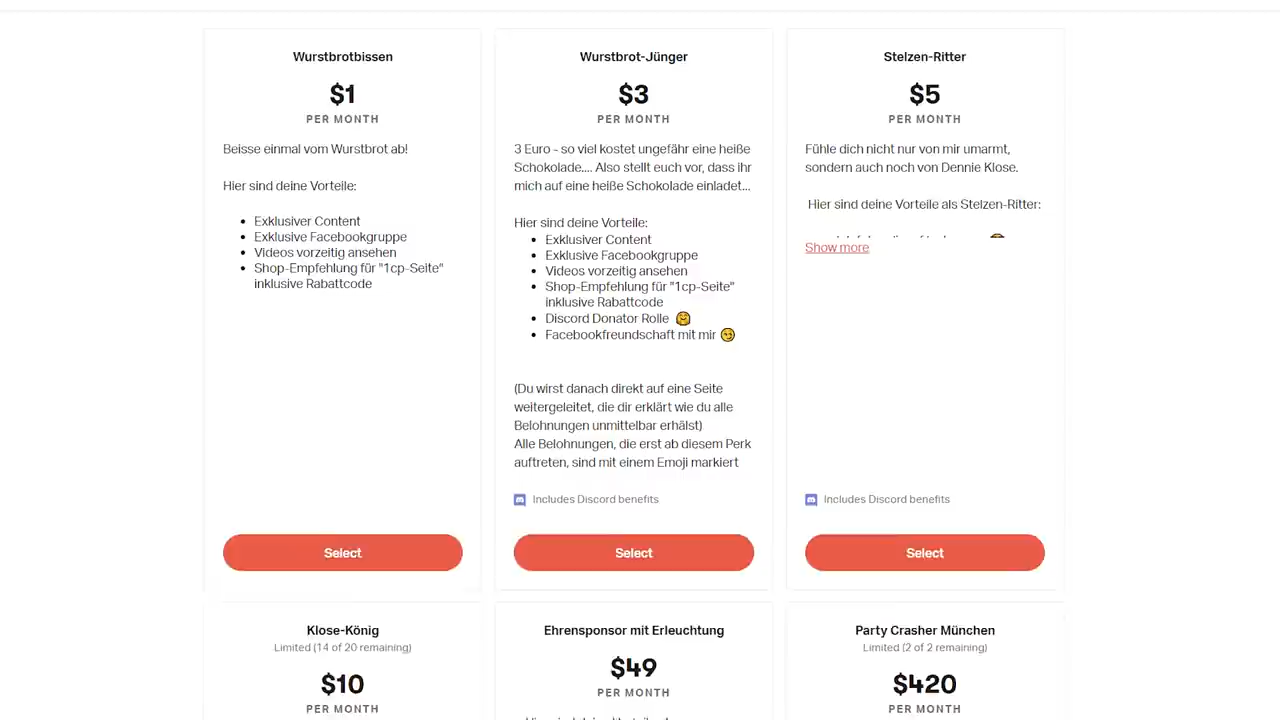 Wurstbrotbissen
$1
PER MONTH
Beisse einmal vom Wurstbrot ab!
Hier sind deine Vorteile:
• Exklusiver Content
• Exklusive Facebookgruppe
• Videos vorzeitig ansehen
• Shop-Empfehlung für "1cp-Seite"
inklusive Rabattcode
Select
Wurstbrot-Jünger
$3
PER MONTH
3 Euro - so viel kostet ungefähr eine heiße
Schokolade.... Also stellt euch vor, dass ihr
mich auf eine heiße Schokolade einladet...
Hier sind deine Vorteile:
• Exklusiver Content
• Exklusive Facebookgruppe
• Videos vorzeitig ansehen
• Shop-Empfehlung für "1cp-Seite"
inklusive Rabattcode
• Discord Donator Rolle 🤗
• Facebookfreundschaft mit mir 😏
(Du wirst danach direkt auf eine Seite
weitergeleitet, die dir erklärt wie du alle
Belohnungen unmittelbar erhälst)
Alle Belohnungen, die erst ab diesem Perk
auftreten, sind mit einem Emoji markiert
Includes Discord benefits
Select
Stelzen-Ritter
$5
PER MONTH
Fühle dich nicht nur von mir umarmt,
sondern auch noch von Dennie Klose.
Hier sind deine Vorteile als Stelzen-Ritter:
Show more
Includes Discord benefits
Select
Klose-König
Limited (14 of 20 remaining)
$10
PER MONTH
Ehrensponsor mit Erleuchtung
$49
PER MONTH
Party Crasher München
Limited (2 of 2 remaining)
$420
PER MONTH